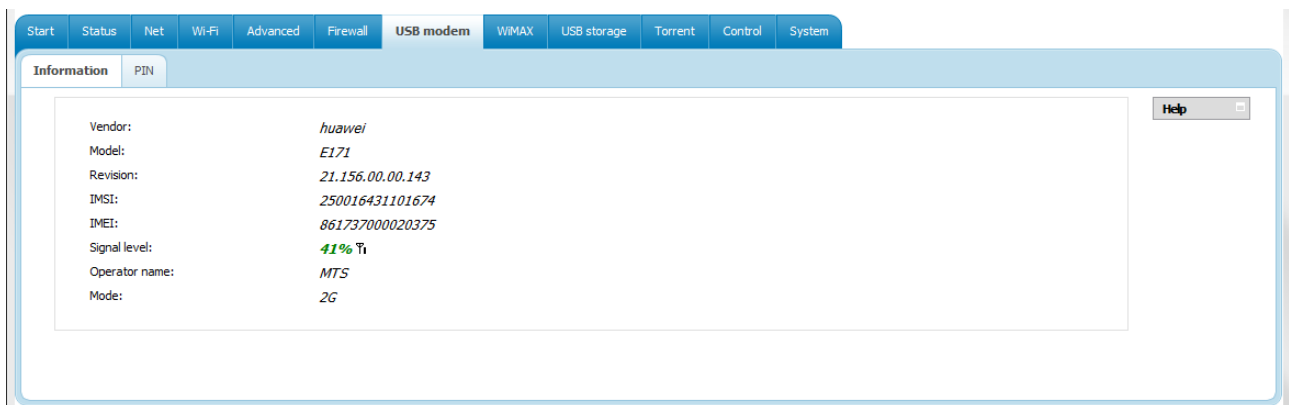 Start Status Net Wi-Fi Advanced Firewall USB modem WiMAX USB storage Torrent Control System
Information PIN
Help
Vendor: huawei
Model: E171
Revision: 21.156.00.00.143
IMSI: 250016431101674
IMEI: 861737000020375
Signal level: 41%
Operator name: MTS
Mode: 2G